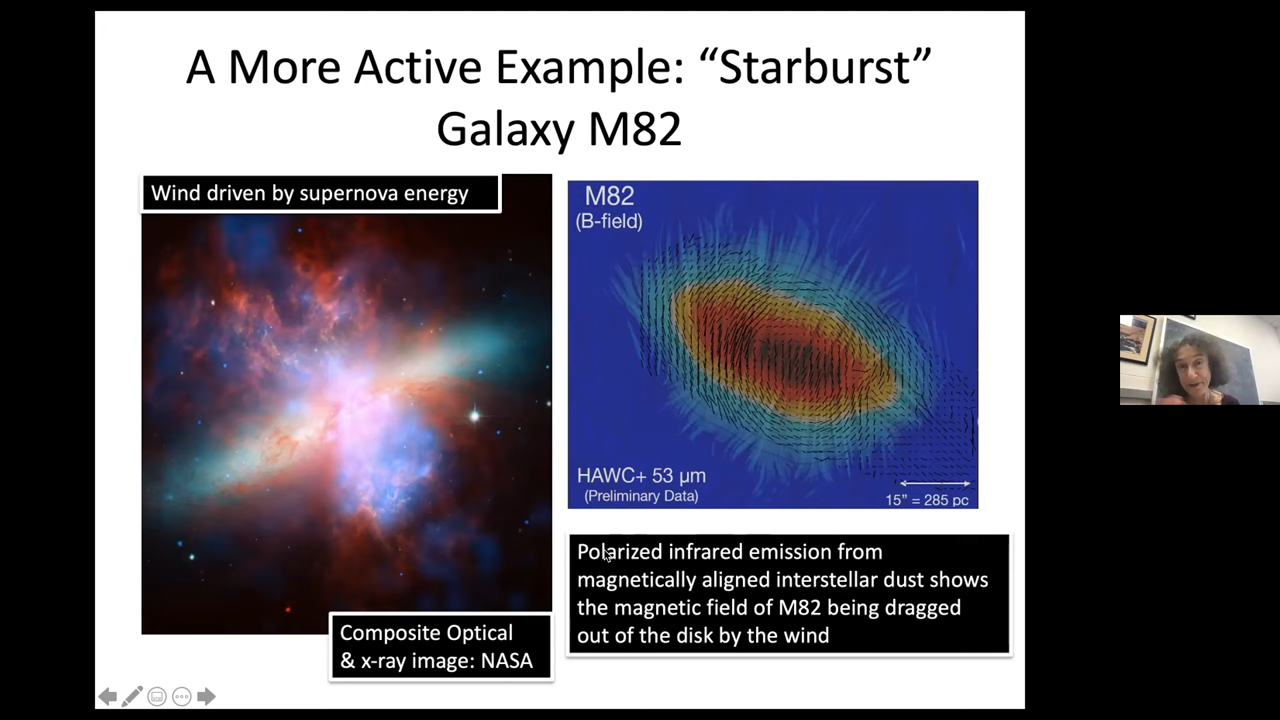 A More Active Example: “Starburst”
Galaxy M82
Wind driven by supernova energy
Composite Optical
& x-ray image: NASA
M82
(B-field)
HAWC+ 53 µm
(Preliminary Data)
15” = 285 pc
Polarized infrared emission from
magnetically aligned interstellar dust shows
the magnetic field of M82 being dragged
out of the disk by the wind